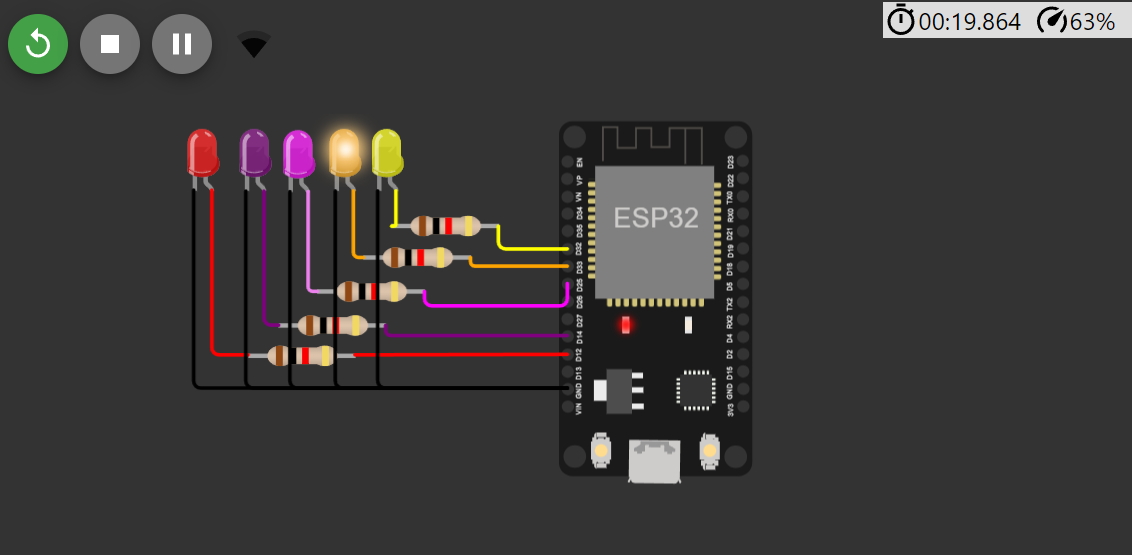 00:19.864 63%
ESP32
EN
VP
VN
D34
D35
D32
D33
D25
D26
D27
D14
D12
D13
GND
VIN
D23
D22
TX0
RX0
D21
D19
D18
D5
TX2
RX2
D4
D2
D15
GND
3V3